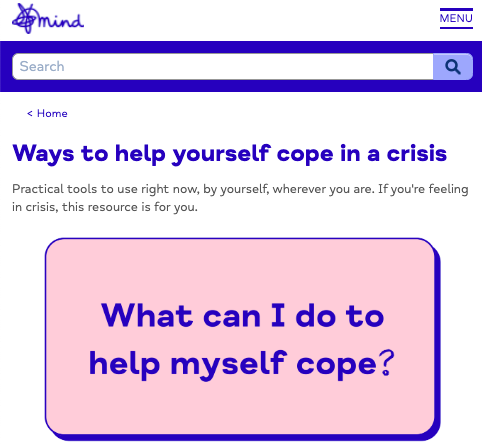 mind
MENU
Search
< Home
Ways to help yourself cope in a crisis
Practical tools to use right now, by yourself, wherever you are. If you're feeling
in crisis, this resource is for you.
What can I do to
help myself cope?